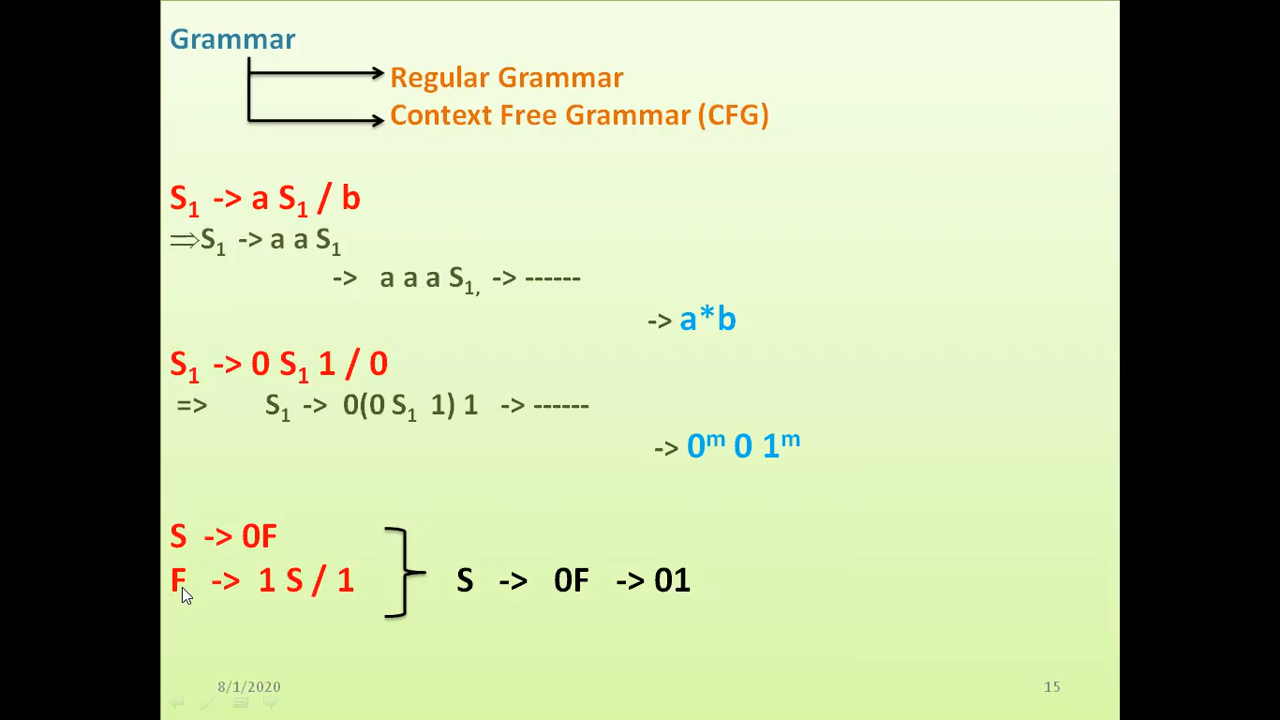 Grammar
Regular Grammar
Context Free Grammar (CFG)
S₁ -> a S₁ / b
⇒S₁ -> a a S₁
-> a a a S₁, -> ------
-> a*b
S₁ -> 0 S₁ 1 / 0
=> S₁ -> 0(0 S₁ 1) 1 -> ------
-> 0ᵐ 0 1ᵐ
S -> 0F
F -> 1 S / 1
S -> 0F -> 01
8/1/2020
15